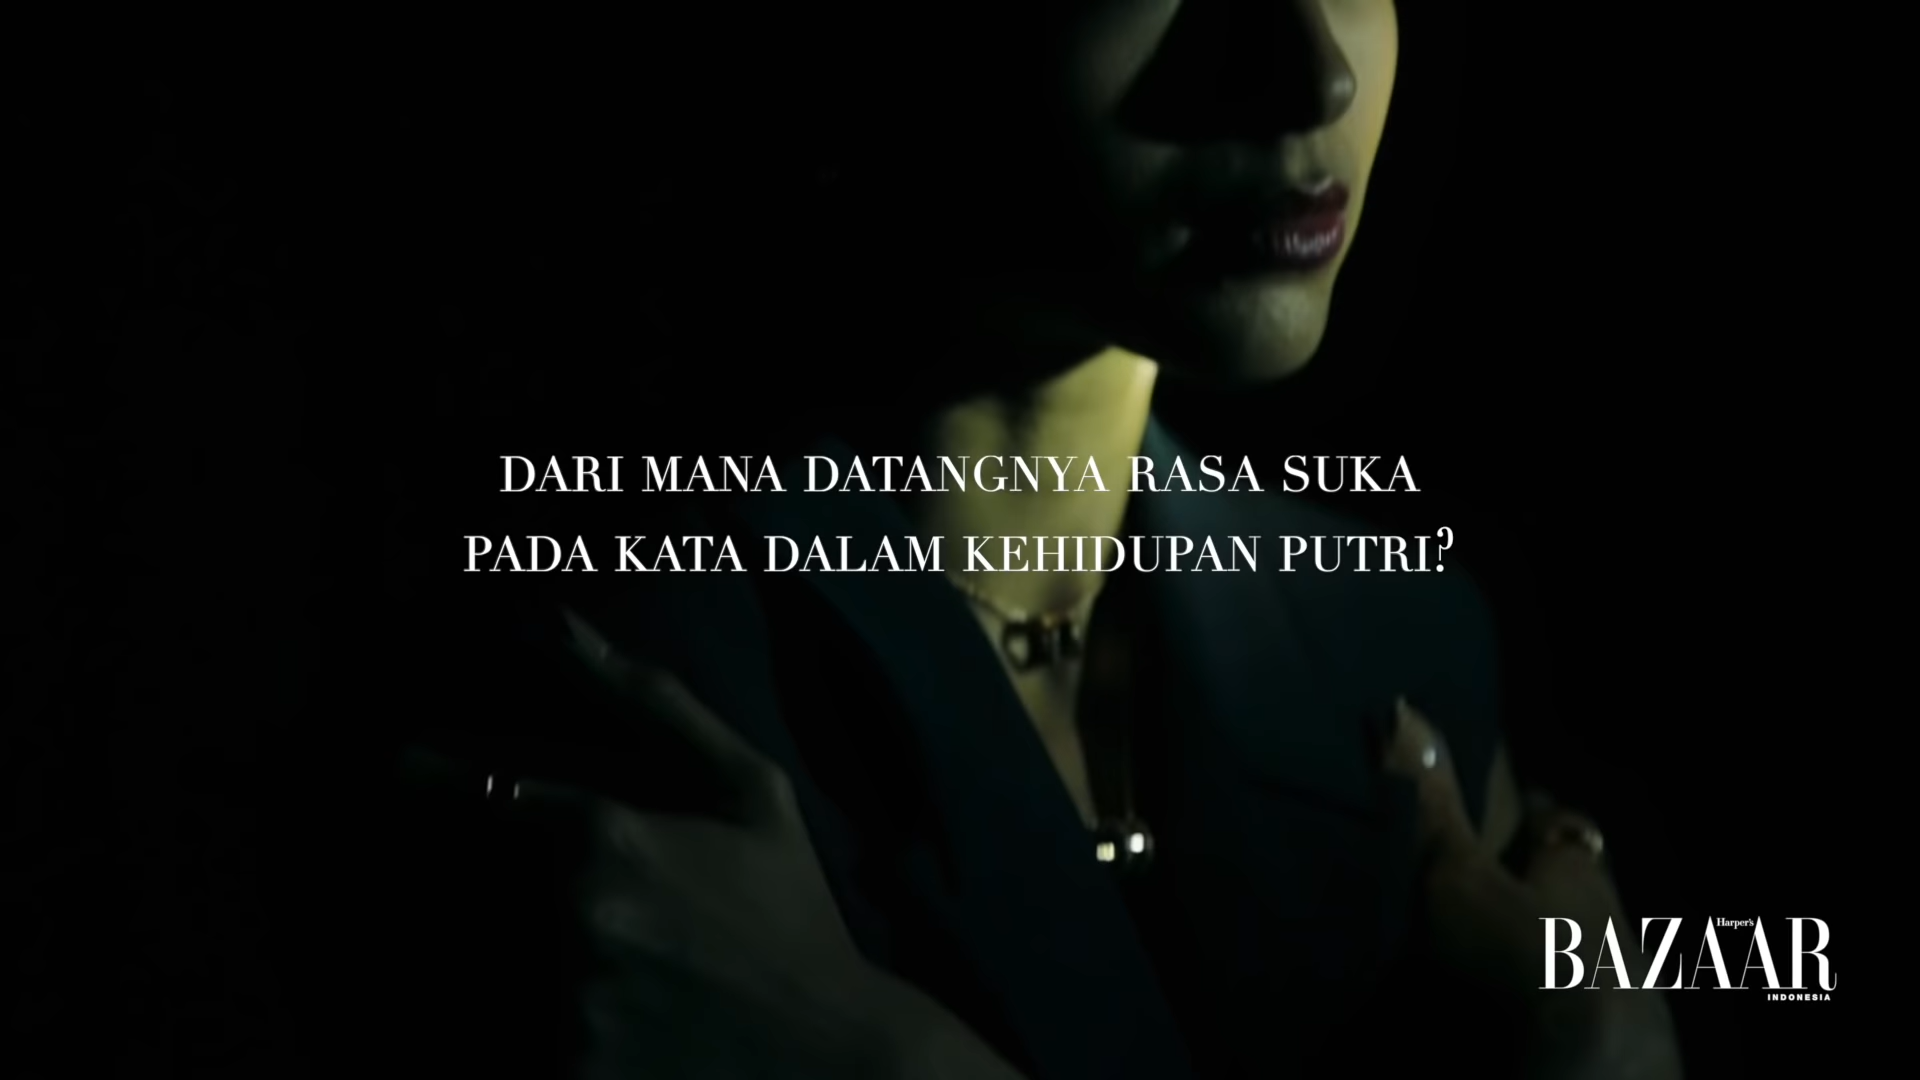 DARI MANA DATANGNYA RASA SUKA
PADA KATA DALAM KEHIDUPAN PUTRI?
Harper's
BAZAAR
INDONESIA